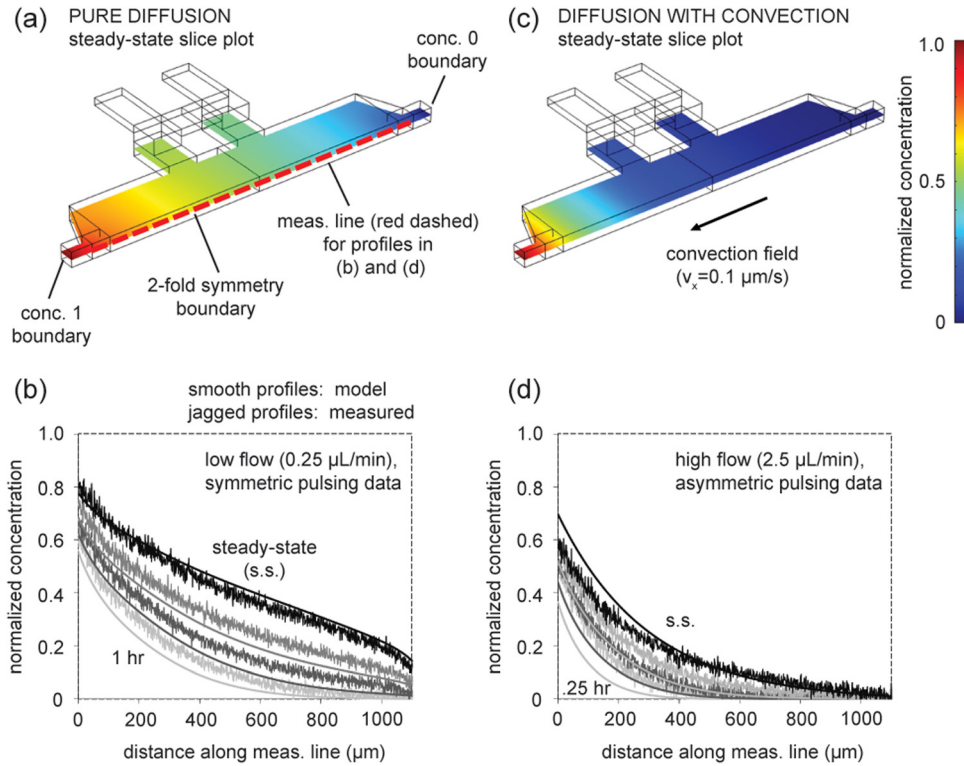 (a) PURE DIFFUSION
steady-state slice plot
conc. 0
boundary
meas. line (red dashed)
for profiles in
(b) and (d)
2-fold symmetry
boundary
conc. 1
boundary
(c) DIFFUSION WITH CONVECTION
steady-state slice plot
convection field
(vₓ=0.1 µm/s)
1.0
0.5
0
normalized concentration
(b)
smooth profiles: model
jagged profiles: measured
low flow (0.25 µL/min),
symmetric pulsing data
steady-state
(s.s.)
1 hr
normalized concentration
1.0
0.8
0.6
0.4
0.2
0
0 200 400 600 800 1000
distance along meas. line (µm)
(d)
high flow (2.5 µL/min),
asymmetric pulsing data
s.s.
.25 hr
normalized concentration
1.0
0.8
0.6
0.4
0.2
0
0 200 400 600 800 1000
distance along meas. line (µm)